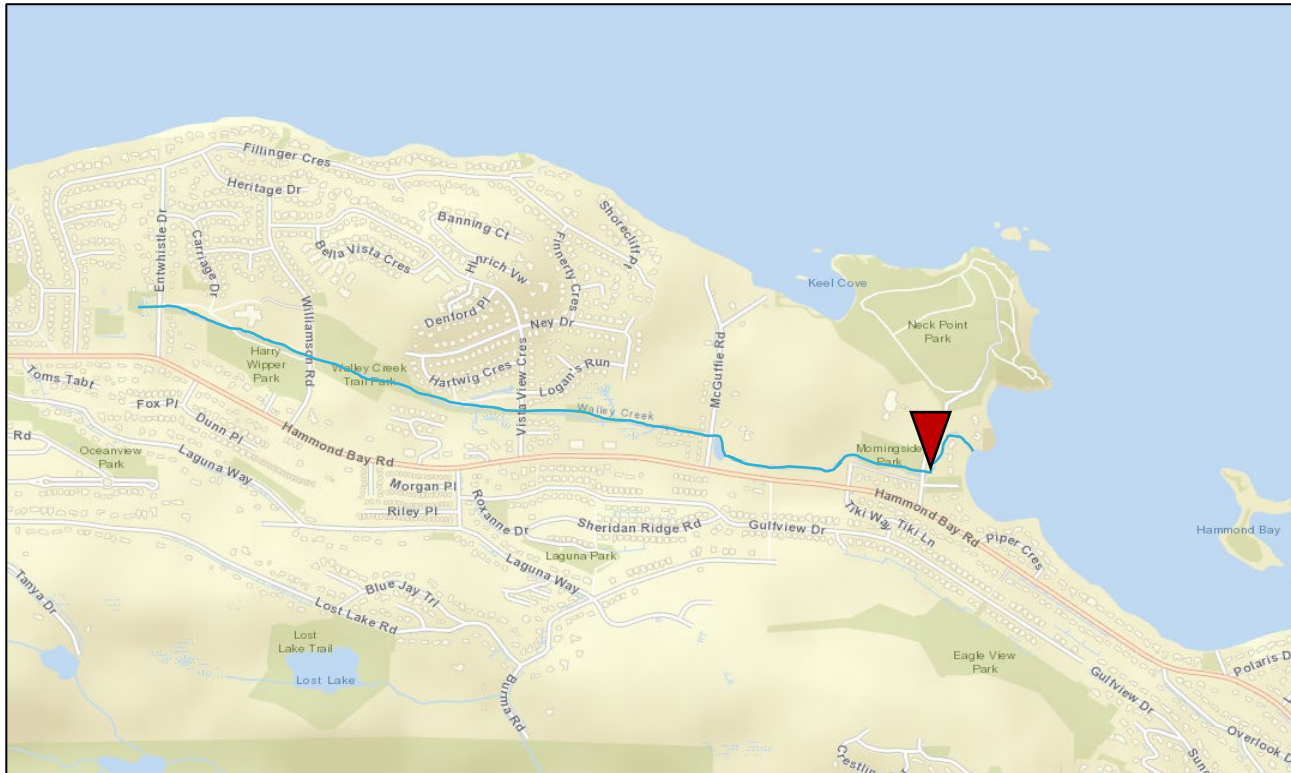 Fillinger Cres
Heritage Dr
Entwhistle Dr
Carriage Dr
Bella Vista Cres
Banning Ct
Hi
nrich Vw
Finnerty Cres
Shorecliff Pt
Denford Pl
Ney Dr
Williamson Rd
Harry
Wipper
Park
Walley Creek
Trail Park
Hartwig Cres
Logan's Run
Vista View Cres
Walley Creek
McGuffie Rd
Keel Cove
Neck Point
Park
Morningside
Park
Toms Tabt
Fox Pl
Dunn Pl
Rd
Oceanview
Park
Laguna Way
Hammond Bay Rd
Morgan Pl
Riley Pl
Roxanne Dr
Sheridan Ridge Rd
Gulfview Dr
Tiki Way
Tiki Ln
Hammond Bay Rd
Piper Cres
Hammond Bay
Laguna Park
Laguna Way
Blue Jay Trl
Lost Lake Rd
Tanya Dr
Lost
Lake Trail
Lost Lake
Burma Rd
Eagle View
Park
Gulfview Dr
Polaris D
Overlook D
Sun
Crestlin